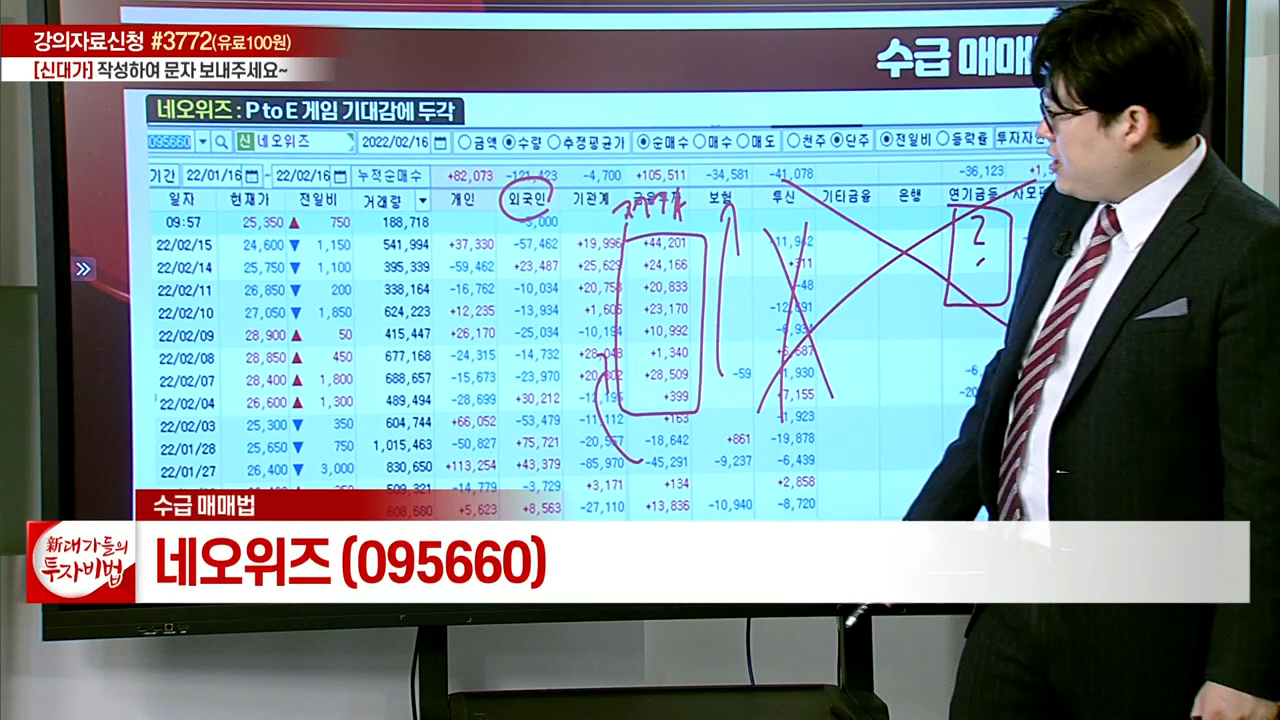 강의자료신청 #3772(유료100원)
[신대가] 작성하여 문자 보내주세요~
수급 매매
네오위즈 : P to E 게임 기대감에 두각
095660 신 네오위즈 2022/02/16 금액 수량 추정평균가 순매수 매수 매도 천주 단주 전일비 등락률
기간 22/01/16 ~ 22/02/16 누적순매수 +82,073 -121,423 -4,700 +105,511 -34,581 -41,078 -36,123
일자 현재가 전일비 거래량 개인 외국인 기관계 금융투자 보험 투신 기타금융 은행 연기금등
09:57 25,350 ▲ 750 188,718
22/02/15 24,600 ▼ 1,150 541,994 +37,330 -57,462 +19,996 +44,201
22/02/14 25,750 ▼ 1,100 395,339 -59,462 +23,487 +24,166
22/02/11 26,850 ▼ 200 338,164 -16,762 -10,034 +20,833 -48
22/02/10 27,050 ▼ 1,850 624,223 +12,235 -13,934 +23,170
22/02/09 28,900 ▲ 50 415,447 +26,170 -25,034 -10,194 +10,992
22/02/08 28,850 ▲ 450 677,168 -24,315 -14,732 +1,340
22/02/07 28,400 ▲ 1,800 688,657 -15,673 -23,970 +28,509 -59
22/02/04 26,600 ▲ 1,300 489,494 -28,699 +30,212 +399
22/02/03 25,300 ▼ 350 604,744 +66,052 -53,479 -11,112 +163
22/01/28 25,650 ▼ 750 1,015,463 -50,827 +75,721 -18,642 +861 -19,878
22/01/27 26,400 ▼ 3,000 830,650 +113,254 +43,379 -85,970 -45,291 -9,237 -6,439
-14,779 -3,729 +3,171 +134 +2,858
608,680 +5,623 +8,563 -27,110 +13,836 -10,940 -8,720
?
수급 매매법
新대가들의
투자비법
네오위즈 (095660)